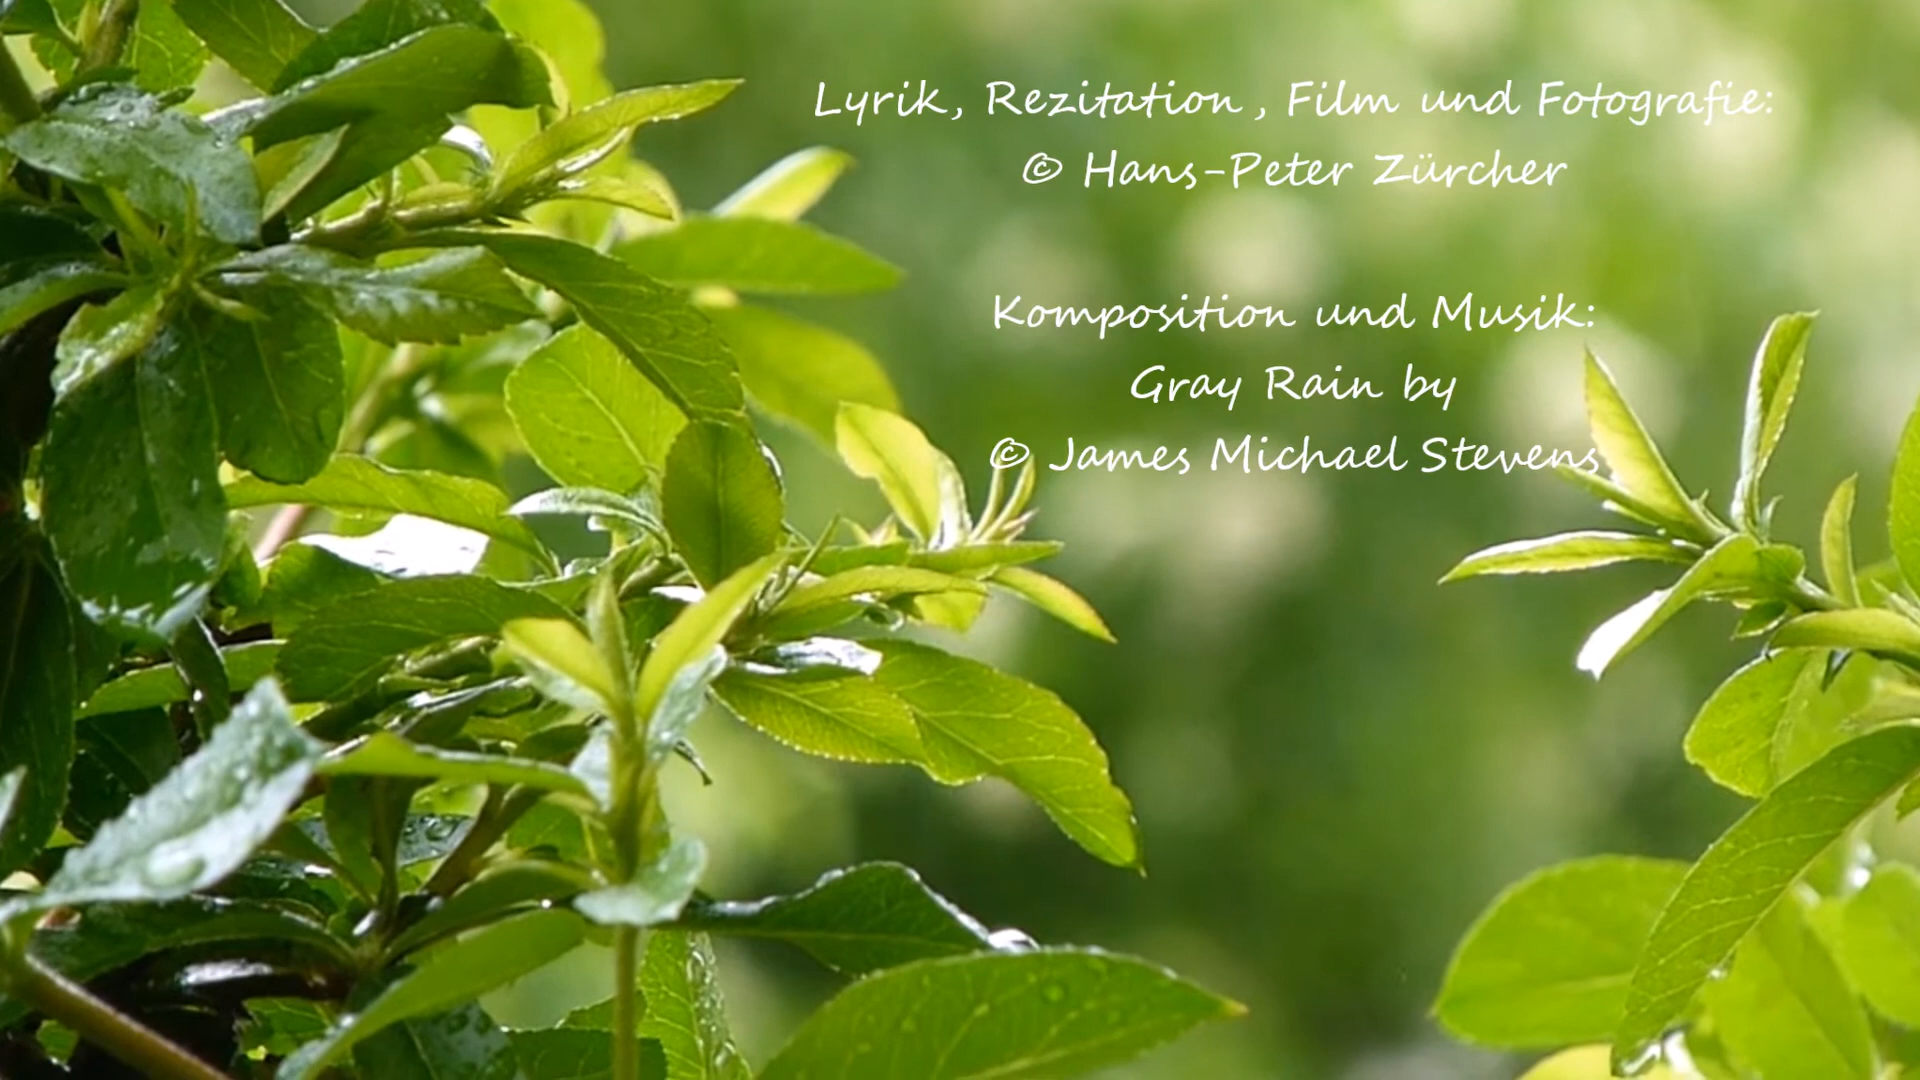 Lyrik, Rezitation, Film und Fotografie:
© Hans-Peter Zürcher
Komposition und Musik:
Gray Rain by
© James Michael Stevens